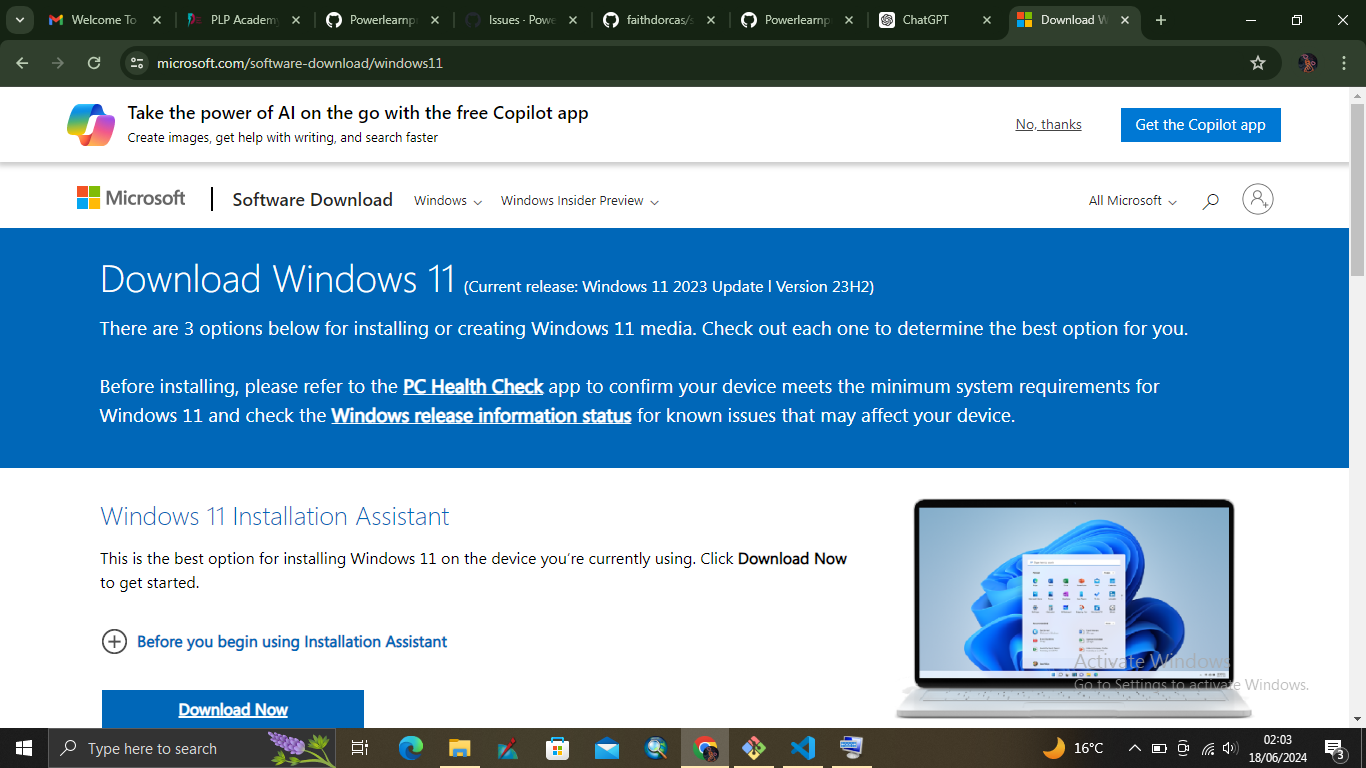 Welcome To
PLP Academy
Powerlearnp
Issues · Powe
faithdorcas/s
Powerlearnp
ChatGPT
Download W
microsoft.com/software-download/windows11
Take the power of AI on the go with the free Copilot app
Create images, get help with writing, and search faster
No, thanks
Get the Copilot app
Microsoft
Software Download
Windows
Windows Insider Preview
All Microsoft
Download Windows 11 (Current release: Windows 11 2023 Update l Version 23H2)
There are 3 options below for installing or creating Windows 11 media. Check out each one to determine the best option for you.
Before installing, please refer to the PC Health Check app to confirm your device meets the minimum system requirements for
Windows 11 and check the Windows release information status for known issues that may affect your device.
Windows 11 Installation Assistant
This is the best option for installing Windows 11 on the device you're currently using. Click Download Now
to get started.
Before you begin using Installation Assistant
Download Now
Activate Windows
Go to Settings to activate Windows.
Type here to search
16°C
02:03
18/06/2024
3